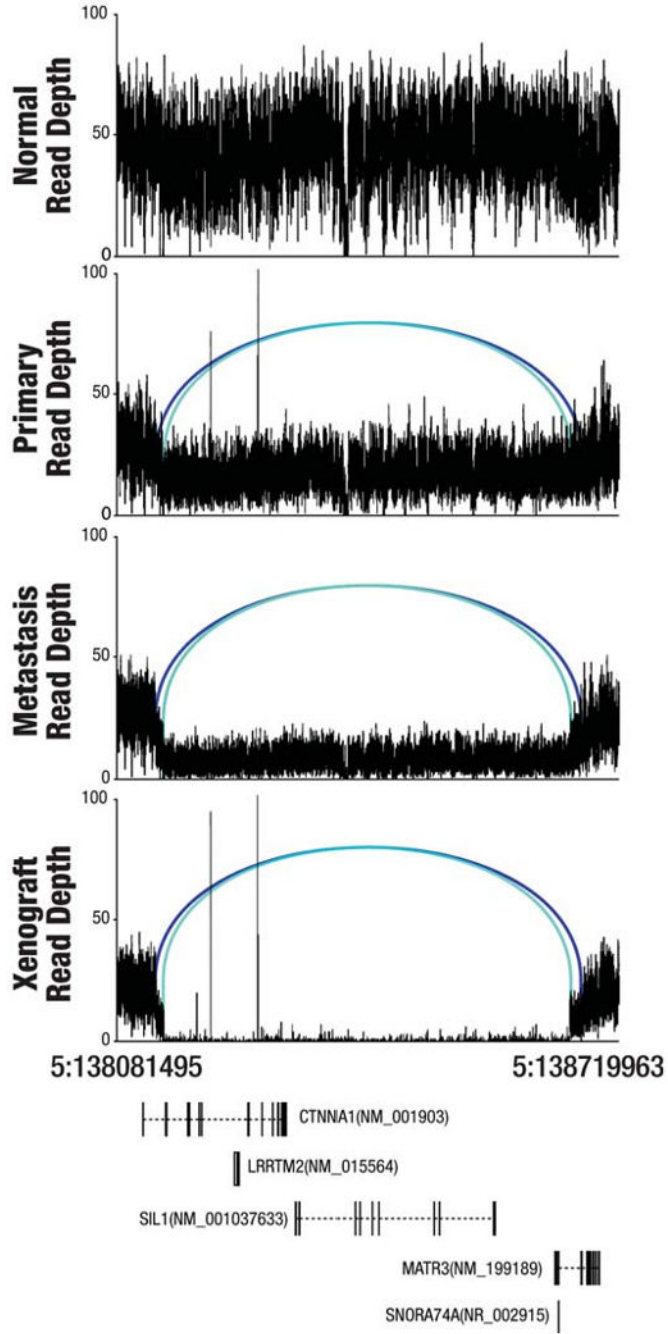 Normal
Read Depth
100
50
0
Primary
Read Depth
100
50
0
Metastasis
Read Depth
100
50
0
Xenograft
Read Depth
100
50
0
5:138081495 5:138719963
CTNNA1(NM_001903)
LRRTM2(NM_015564)
SIL1(NM_001037633)
MATR3(NM_199189)
SNORA74A(NR_002915)